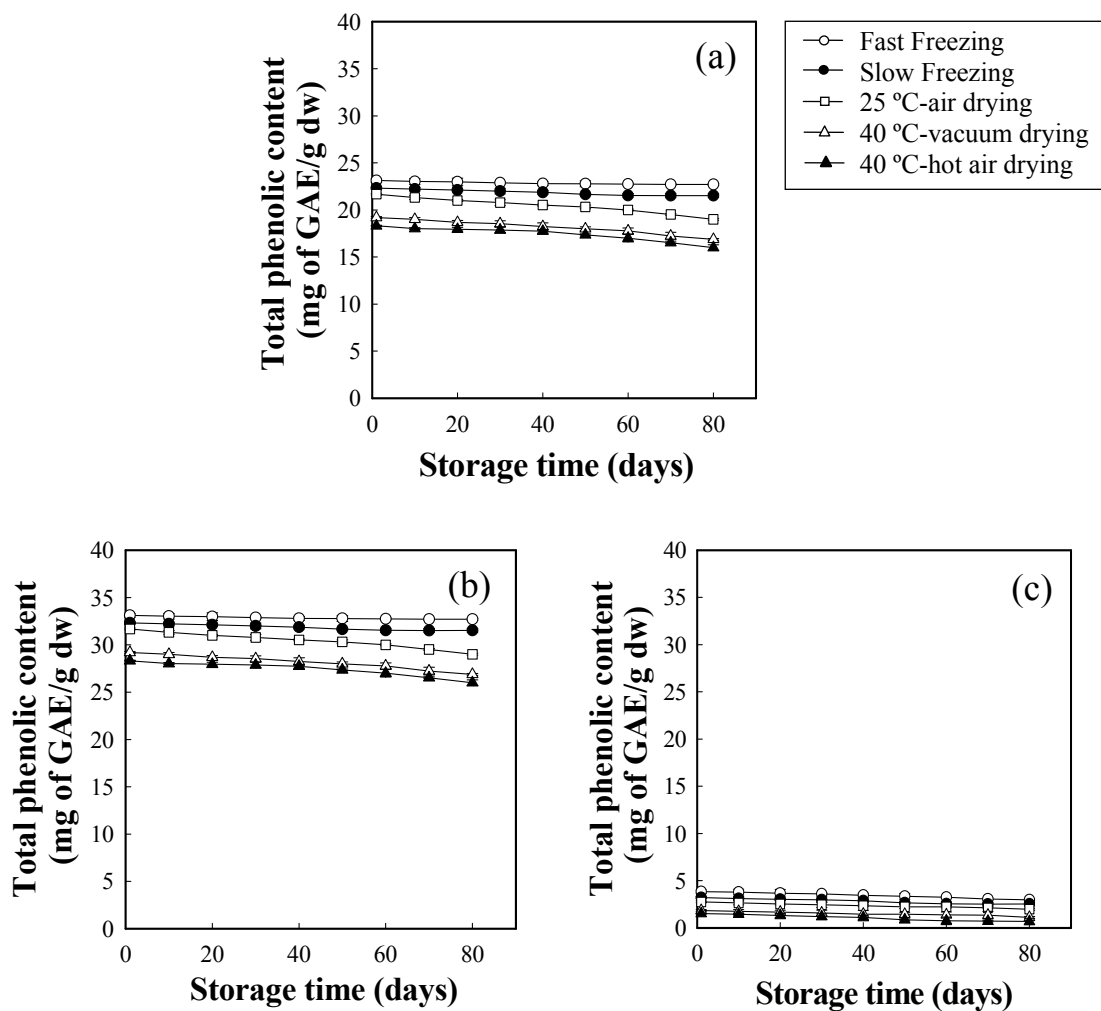 40
35
30
25
20
15
10
5
0
Total phenolic content
(mg of GAE/g dw)
(a)
0 20 40 60 80
Storage time (days)
Fast Freezing
Slow Freezing
25 ºC-air drying
40 ºC-vacuum drying
40 ºC-hot air drying
40
35
30
25
20
15
10
5
0
Total phenolic content
(mg of GAE/g dw)
(b)
0 20 40 60 80
Storage time (days)
40
35
30
25
20
15
10
5
0
Total phenolic content
(mg of GAE/g dw)
(c)
0 20 40 60 80
Storage time (days)